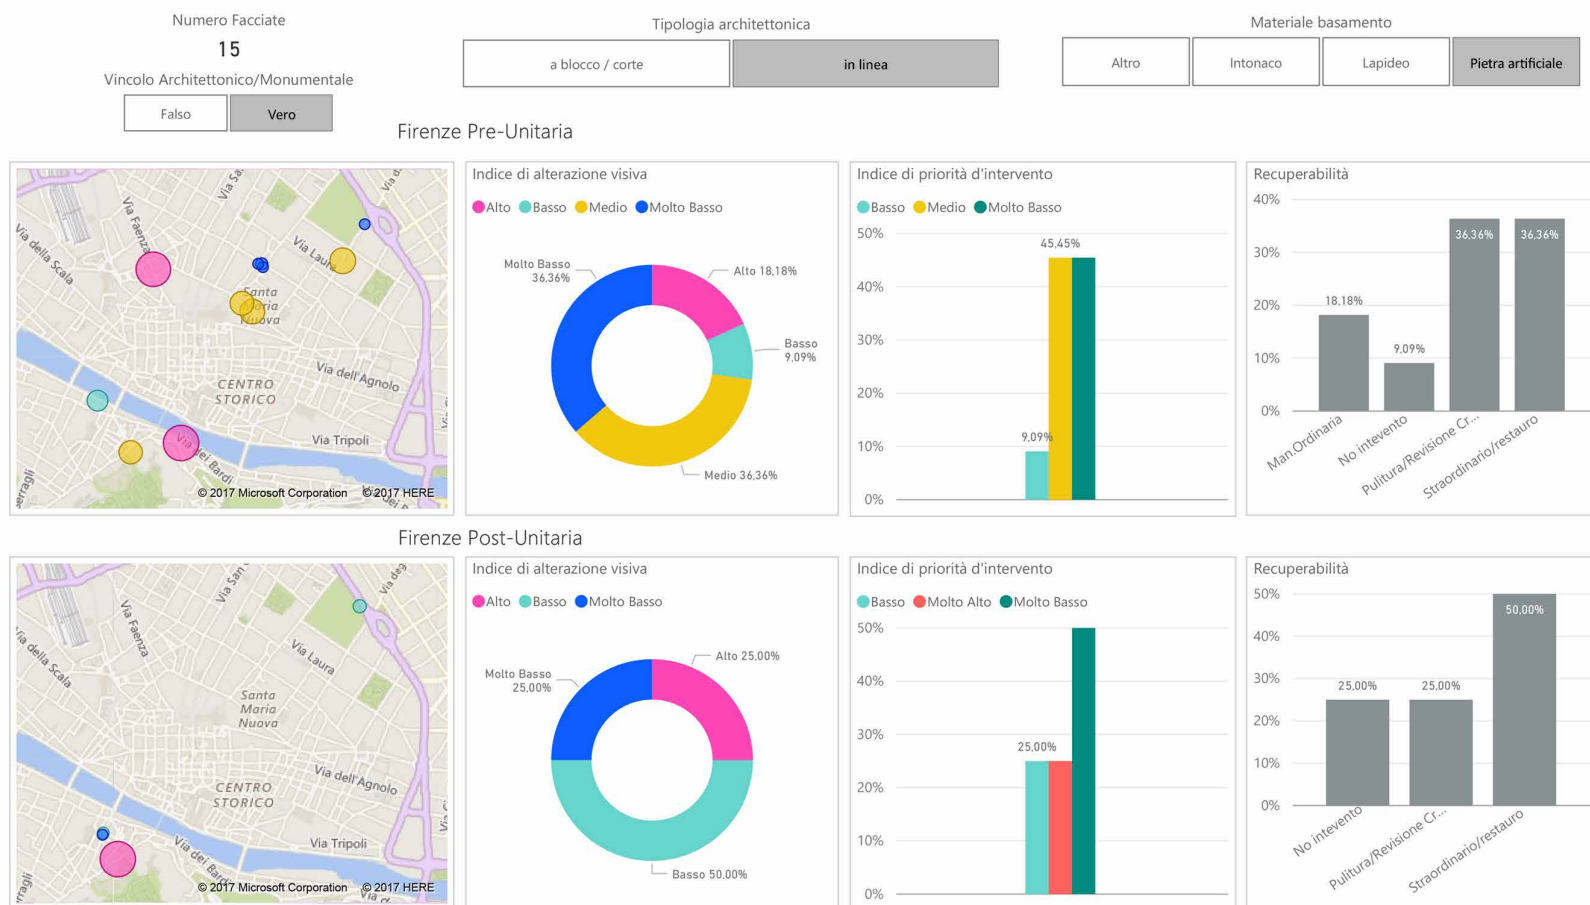 Numero Facciate
15
Vincolo Architettonico/Monumentale
Falso
Vero
Tipologia architettonica
a blocco / corte
in linea
Materiale basamento
Altro
Intonaco
Lapideo
Pietra artificiale
Firenze Pre-Unitaria
Via Faenza
Via della Scala
Via Laura
Santa
Maria
Nuova
Via dell'Agnolo
CENTRO
STORICO
Via Tripoli
Via dei Bardi
© 2017 Microsoft Corporation © 2017 HERE
Indice di alterazione visiva
Alto Basso Medio Molto Basso
Molto Basso
36,36%
Alto 18,18%
Basso
9,09%
Medio 36,36%
Indice di priorità d'intervento
Basso Medio Molto Basso
50%
40%
30%
20%
10%
0%
45,45%
9,09%
Recuperabilità
40%
30%
20%
10%
0%
18,18%
9,09%
36,36%
36,36%
Man.Ordinaria
No intevento
Pulitura/Revisione Cr...
Straordinario/restauro
Firenze Post-Unitaria
Via Faenza
Via della Scala
Via Laura
Santa
Maria
Nuova
Via dell'Agnolo
CENTRO
STORICO
Via Tripoli
Via dei Bardi
© 2017 Microsoft Corporation © 2017 HERE
Indice di alterazione visiva
Alto Basso Molto Basso
Molto Basso
25,00%
Alto 25,00%
Basso 50,00%
Indice di priorità d'intervento
Basso Molto Alto Molto Basso
50%
40%
30%
20%
10%
0%
25,00%
Recuperabilità
50%
40%
30%
20%
10%
0%
25,00%
25,00%
50,00%
No intevento
Pulitura/Revisione Cr...
Straordinario/restauro